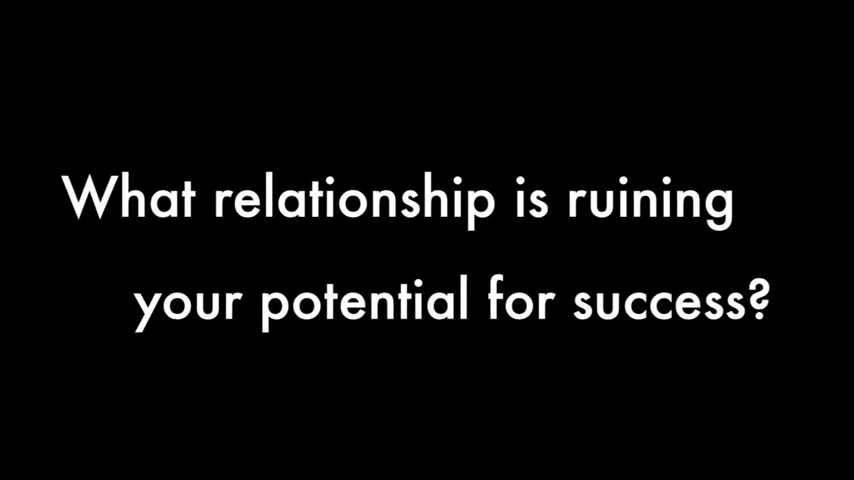 What relationship is ruining
your potential for success?